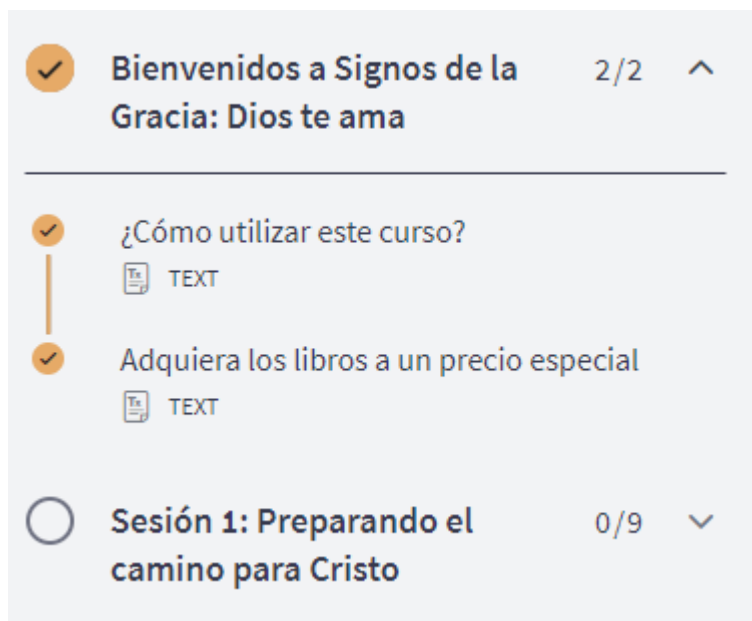 Bienvenidos a Signos de la 2/2
Gracia: Dios te ama
¿Cómo utilizar este curso?
TEXT
Adquiera los libros a un precio especial
TEXT
Sesión 1: Preparando el 0/9
camino para Cristo